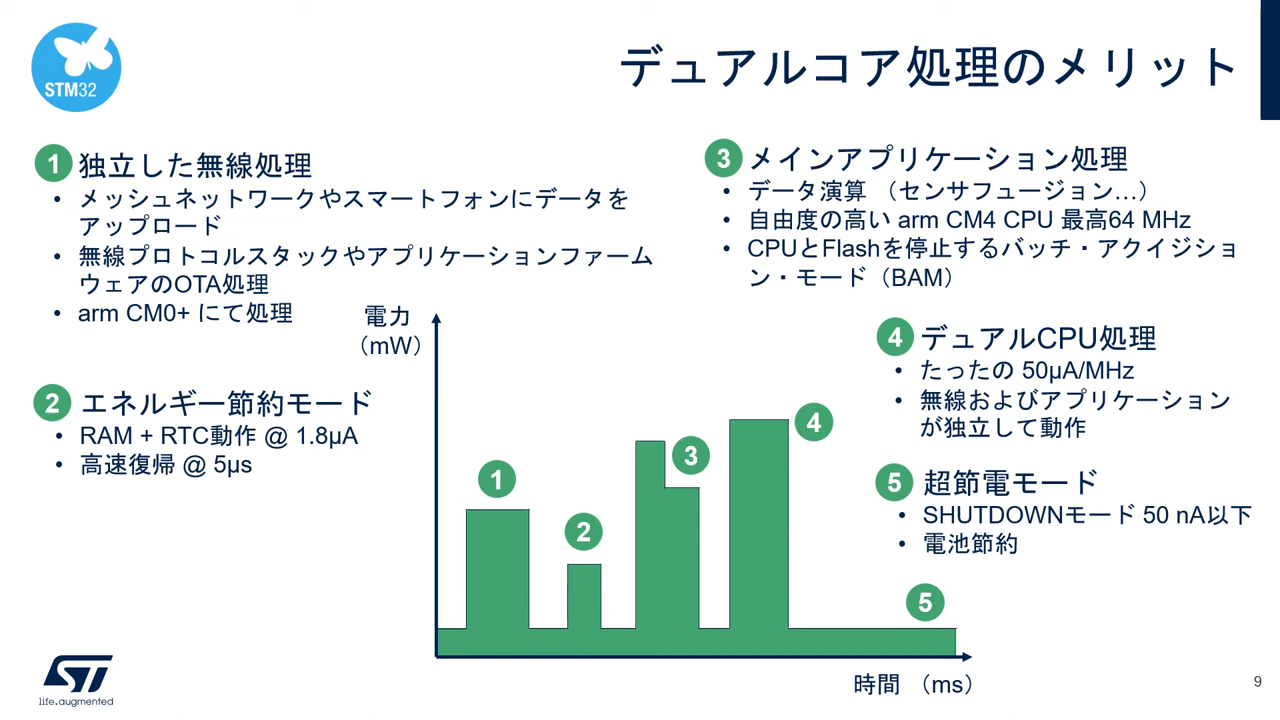 STM32
デュアルコア処理のメリット
1 独立した無線処理
• メッシュネットワークやスマートフォンにデータを
アップロード
• 無線プロトコルスタックやアプリケーションファーム
ウェアのOTA処理
• arm CM0+ にて処理
2 エネルギー節約モード
• RAM + RTC動作 @ 1.8µA
• 高速復帰 @ 5µs
3 メインアプリケーション処理
• データ演算 （センサフュージョン…）
• 自由度の高い arm CM4 CPU 最高64 MHz
• CPUとFlashを停止するバッチ・アクイジショ
ン・モード（BAM）
4 デュアルCPU処理
• たったの 50µA/MHz
• 無線およびアプリケーション
が独立して動作
5 超節電モード
• SHUTDOWNモード 50 nA以下
• 電池節約
電力
（mW）
1
2
3
4
5
時間 （ms）
ST
life.augmented
9